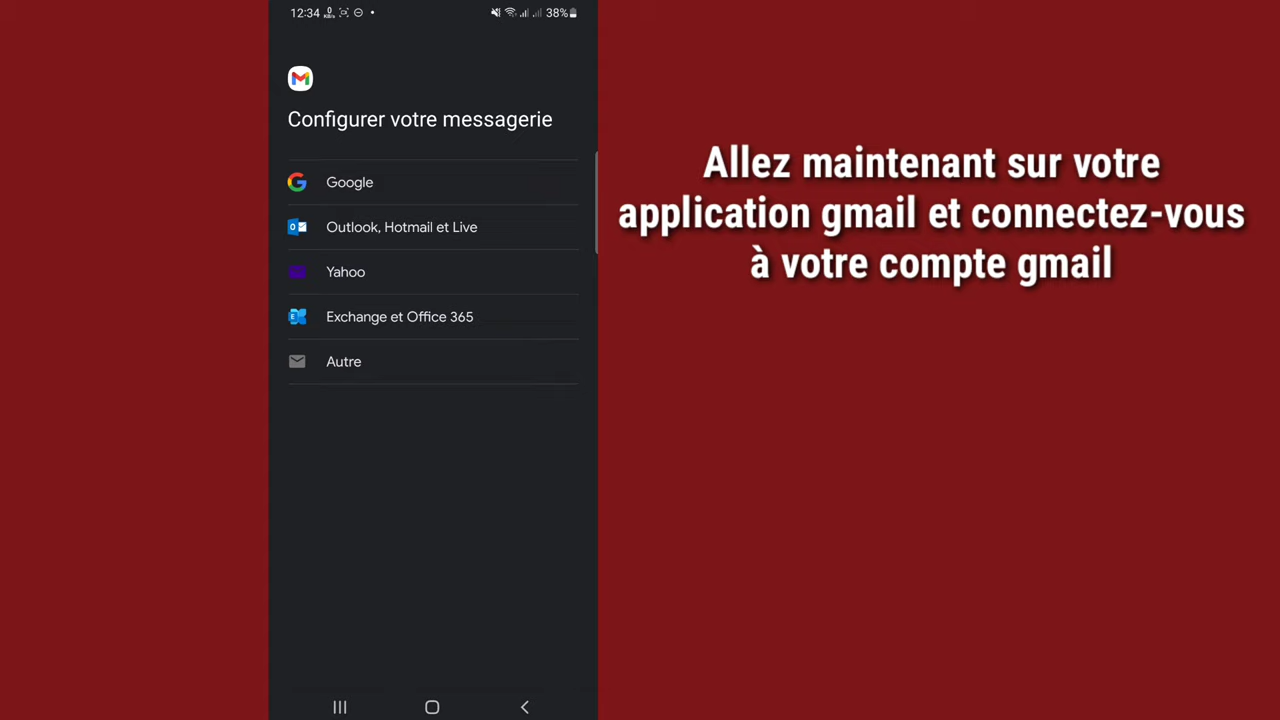 12:34
38%
Configurer votre messagerie
Google
Outlook, Hotmail et Live
Yahoo
Exchange et Office 365
Autre
Allez maintenant sur votre
application gmail et connectez-vous
à votre compte gmail